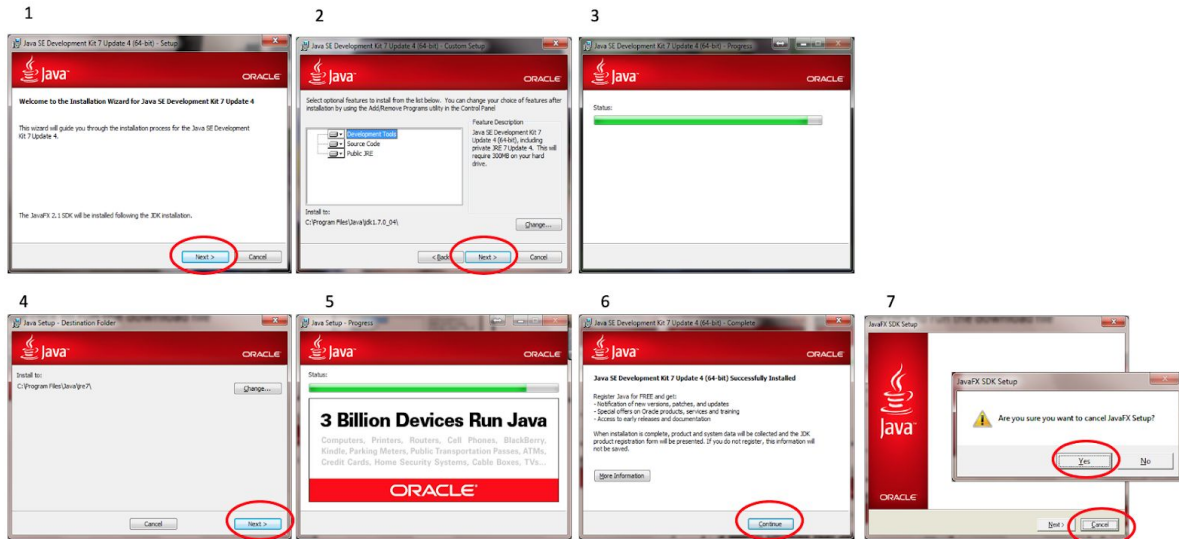 1
Java SE Development Kit 7 Update 4 (64-bit) - Setup
Java
ORACLE
Welcome to the Installation Wizard for Java SE Development Kit 7 Update 4
This wizard will guide you through the installation process for the Java SE Development
Kit 7 Update 4.
The JavaFX 2.1 SDK will be installed following the JDK installation.
Next >
Cancel
2
Java SE Development Kit 7 Update 4 (64-bit) - Custom Setup
Java
ORACLE
Select optional features to install from the list below. You can change your choice of features after
installation by using the Add/Remove Programs utility in the Control Panel
Development Tools
Source Code
Public JRE
Feature Description
Java SE Development Kit 7
Update 4 (64-bit), including
private JRE 7 Update 4. This will
require 300MB on your hard
drive.
Install to:
C:\Program Files\Java\jdk1.7.0_04\
Change...
< Back
Next >
Cancel
3
Java SE Development Kit 7 Update 4 (64-bit) - Progress
Java
ORACLE
Status:
4
Java Setup - Destination Folder
Java
ORACLE
Install to:
C:\Program Files\Java\jre7\
Change...
Cancel
Next >
5
Java Setup - Progress
Java
ORACLE
Status:
3 Billion Devices Run Java
Computers, Printers, Routers, Cell Phones, BlackBerry,
Kindle, Parking Meters, Public Transportation Passes, ATMs,
Credit Cards, Home Security Systems, Cable Boxes, TVs...
ORACLE
6
Java SE Development Kit 7 Update 4 (64-bit) - Complete
Java
ORACLE
Java SE Development Kit 7 Update 4 (64-bit) Successfully Installed
Register Java for FREE and get:
- Notification of new versions, patches, and updates
- Special offers on Oracle products, services and training
- Access to early releases and documentation
When installation is complete, product and system data will be collected and the JDK
product registration form will be presented. If you do not register, this information will
not be saved.
More Information
Continue
7
JavaFX SDK Setup
Java
ORACLE
JavaFX SDK Setup
Are you sure you want to cancel JavaFX Setup?
Yes
No
Next >
Cancel